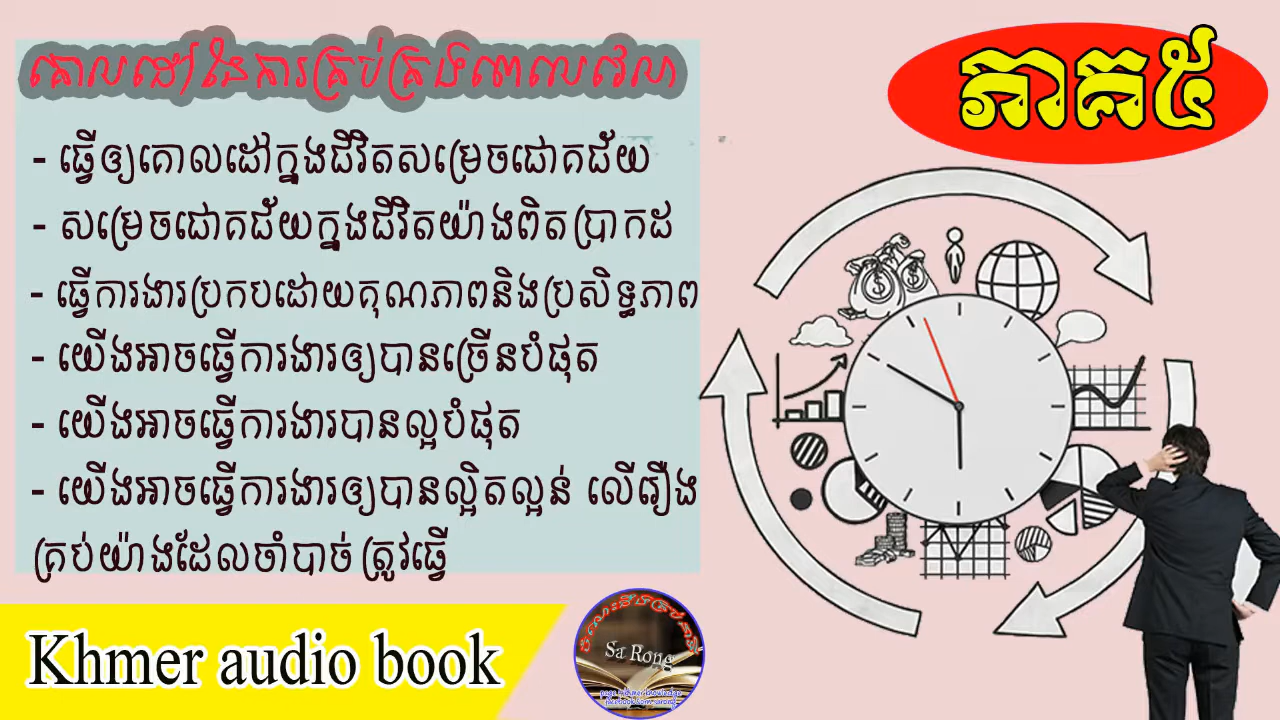 គោលដៅនៃការគ្រប់គ្រងពេលវេលា
ភាគ៥
- ធ្វើឲ្យគោលដៅក្នុងជីវិតសម្រេចជោគជ័យ
- សម្រេចជោគជ័យក្នុងជីវិតយ៉ាងពិតប្រាកដ
- ធ្វើការងារប្រកបដោយគុណភាពនិងប្រសិទ្ធភាព
- យើងអាចធ្វើការងារឲ្យបានច្រើនបំផុត
- យើងអាចធ្វើការងារបានល្អបំផុត
- យើងអាចធ្វើការងារឲ្យបានល្អិតល្អន់ លើរឿង
គ្រប់យ៉ាងដែលចាំបាច់ត្រូវធ្វើ
Khmer audio book
Sa Rong